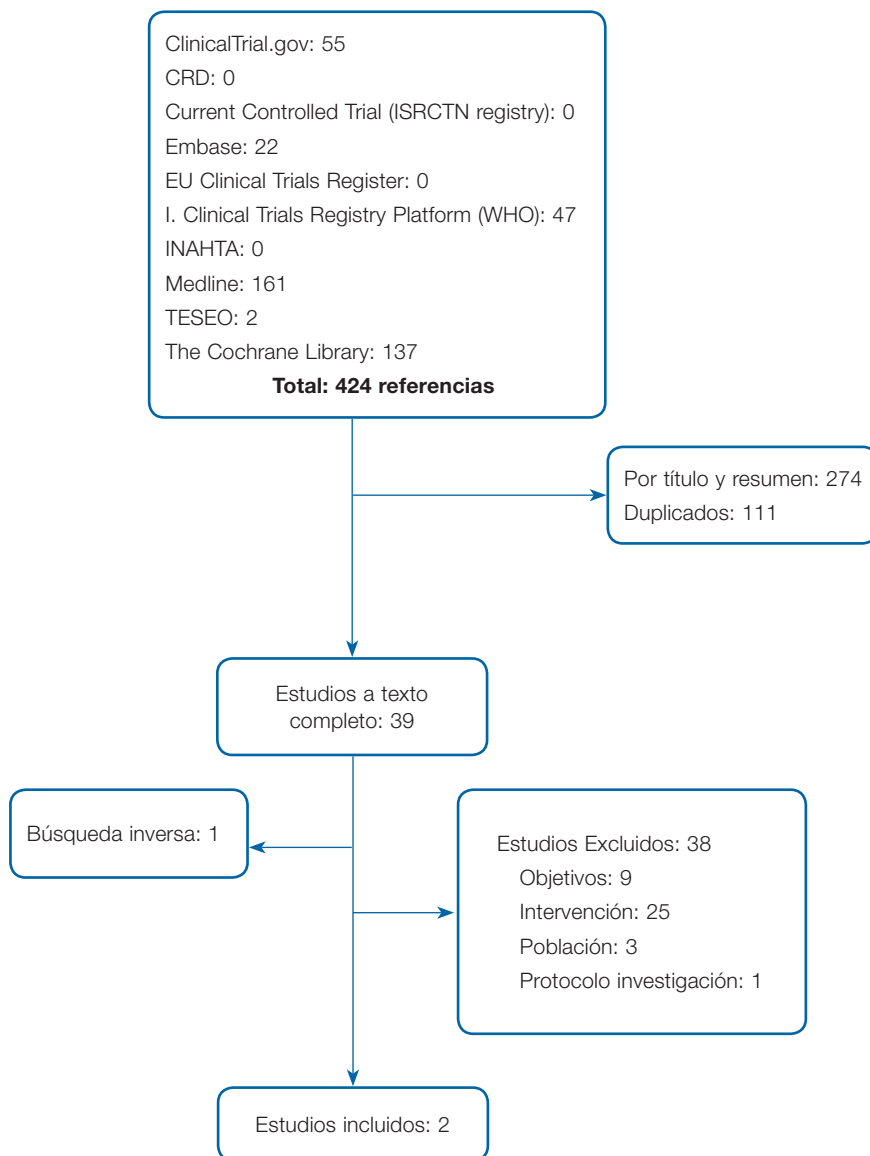 ClinicalTrial.gov: 55
CRD: 0
Current Controlled Trial (ISRCTN registry): 0
Embase: 22
EU Clinical Trials Register: 0
I. Clinical Trials Registry Platform (WHO): 47
INAHTA: 0
Medline: 161
TESEO: 2
The Cochrane Library: 137
Total: 424 referencias
Por título y resumen: 274
Duplicados: 111
Estudios a texto
completo: 39
Búsqueda inversa: 1
Estudios Excluidos: 38
Objetivos: 9
Intervención: 25
Población: 3
Protocolo investigación: 1
Estudios incluidos: 2